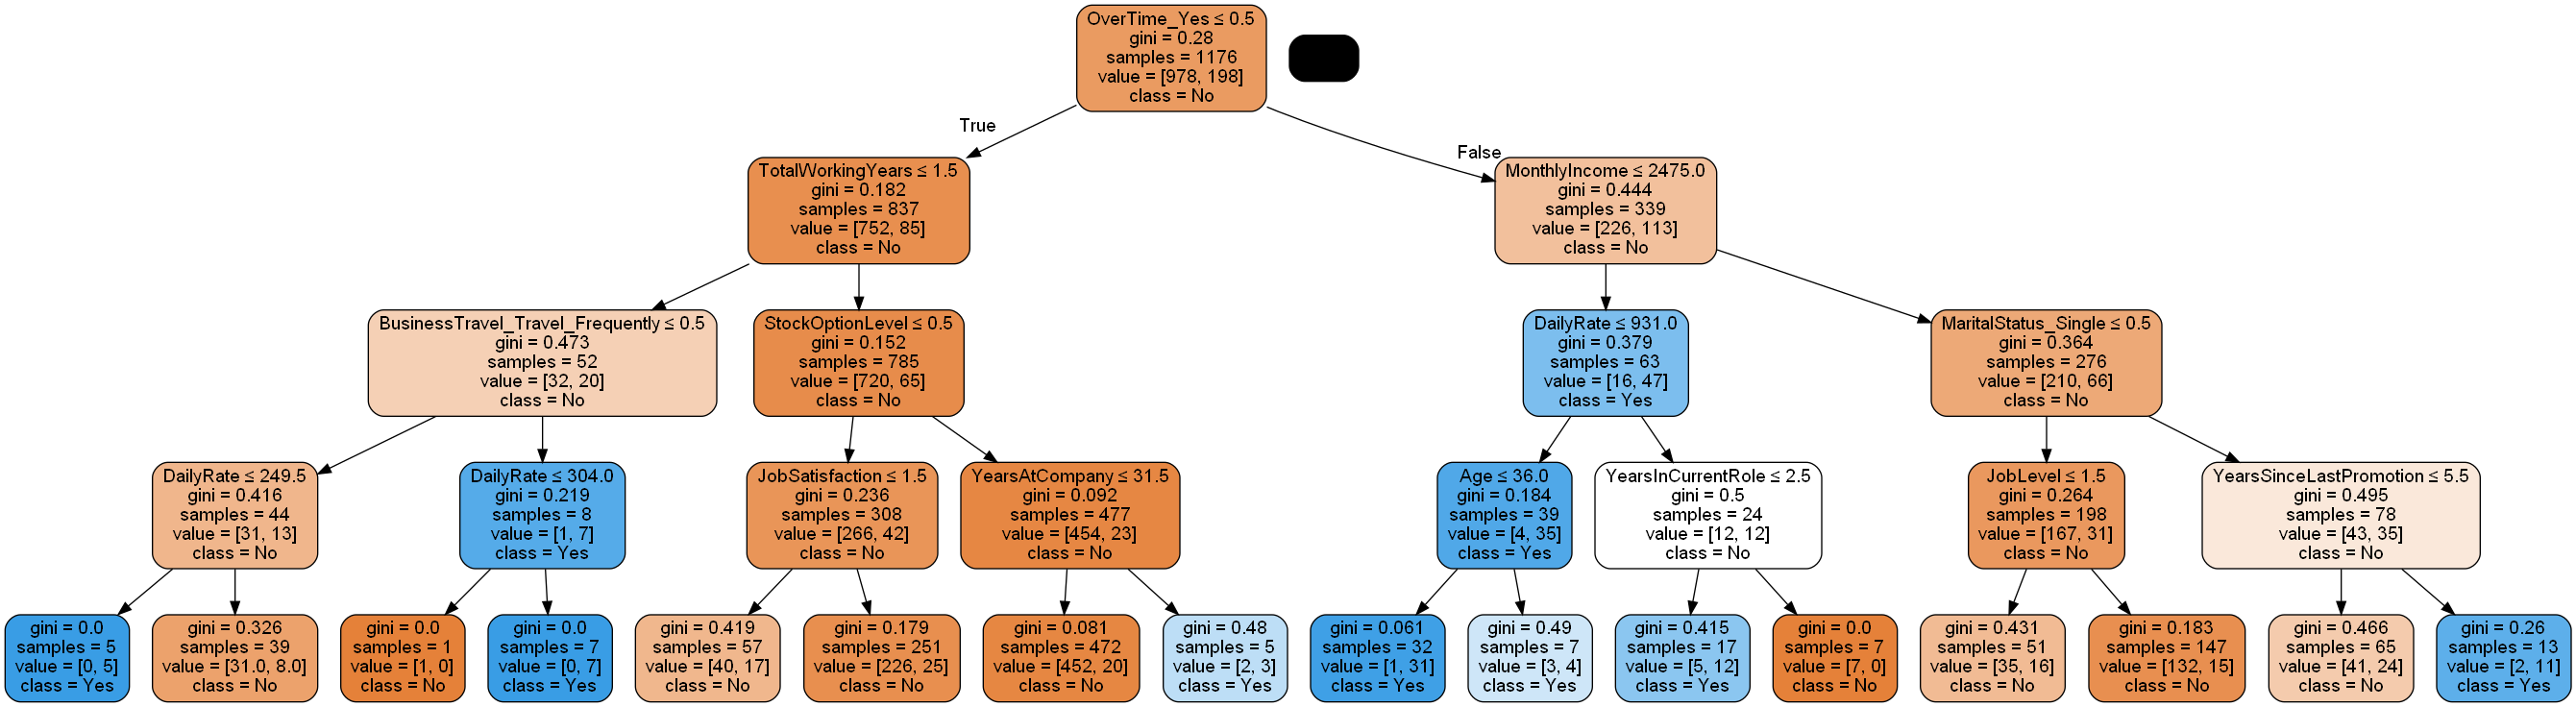 OverTime_Yes ≤ 0.5
gini = 0.28
samples = 1176
value = [978, 198]
class = No
True
False
TotalWorkingYears ≤ 1.5
gini = 0.182
samples = 837
value = [752, 85]
class = No
MonthlyIncome ≤ 2475.0
gini = 0.444
samples = 339
value = [226, 113]
class = No
BusinessTravel_Travel_Frequently ≤ 0.5
gini = 0.473
samples = 52
value = [32, 20]
class = No
StockOptionLevel ≤ 0.5
gini = 0.152
samples = 785
value = [720, 65]
class = No
DailyRate ≤ 931.0
gini = 0.379
samples = 63
value = [16, 47]
class = Yes
MaritalStatus_Single ≤ 0.5
gini = 0.364
samples = 276
value = [210, 66]
class = No
DailyRate ≤ 249.5
gini = 0.416
samples = 44
value = [31, 13]
class = No
DailyRate ≤ 304.0
gini = 0.219
samples = 8
value = [1, 7]
class = Yes
JobSatisfaction ≤ 1.5
gini = 0.236
samples = 308
value = [266, 42]
class = No
YearsAtCompany ≤ 31.5
gini = 0.092
samples = 477
value = [454, 23]
class = No
Age ≤ 36.0
gini = 0.184
samples = 39
value = [4, 35]
class = Yes
YearsInCurrentRole ≤ 2.5
gini = 0.5
samples = 24
value = [12, 12]
class = No
JobLevel ≤ 1.5
gini = 0.264
samples = 198
value = [167, 31]
class = No
YearsSinceLastPromotion ≤ 5.5
gini = 0.495
samples = 78
value = [43, 35]
class = No
gini = 0.0
samples = 5
value = [0, 5]
class = Yes
gini = 0.326
samples = 39
value = [31.0, 8.0]
class = No
gini = 0.0
samples = 1
value = [1, 0]
class = No
gini = 0.0
samples = 7
value = [0, 7]
class = Yes
gini = 0.419
samples = 57
value = [40, 17]
class = No
gini = 0.179
samples = 251
value = [226, 25]
class = No
gini = 0.081
samples = 472
value = [452, 20]
class = No
gini = 0.48
samples = 5
value = [2, 3]
class = Yes
gini = 0.061
samples = 32
value = [1, 31]
class = Yes
gini = 0.49
samples = 7
value = [3, 4]
class = Yes
gini = 0.415
samples = 17
value = [5, 12]
class = Yes
gini = 0.0
samples = 7
value = [7, 0]
class = No
gini = 0.431
samples = 51
value = [35, 16]
class = No
gini = 0.183
samples = 147
value = [132, 15]
class = No
gini = 0.466
samples = 65
value = [41, 24]
class = No
gini = 0.26
samples = 13
value = [2, 11]
class = Yes